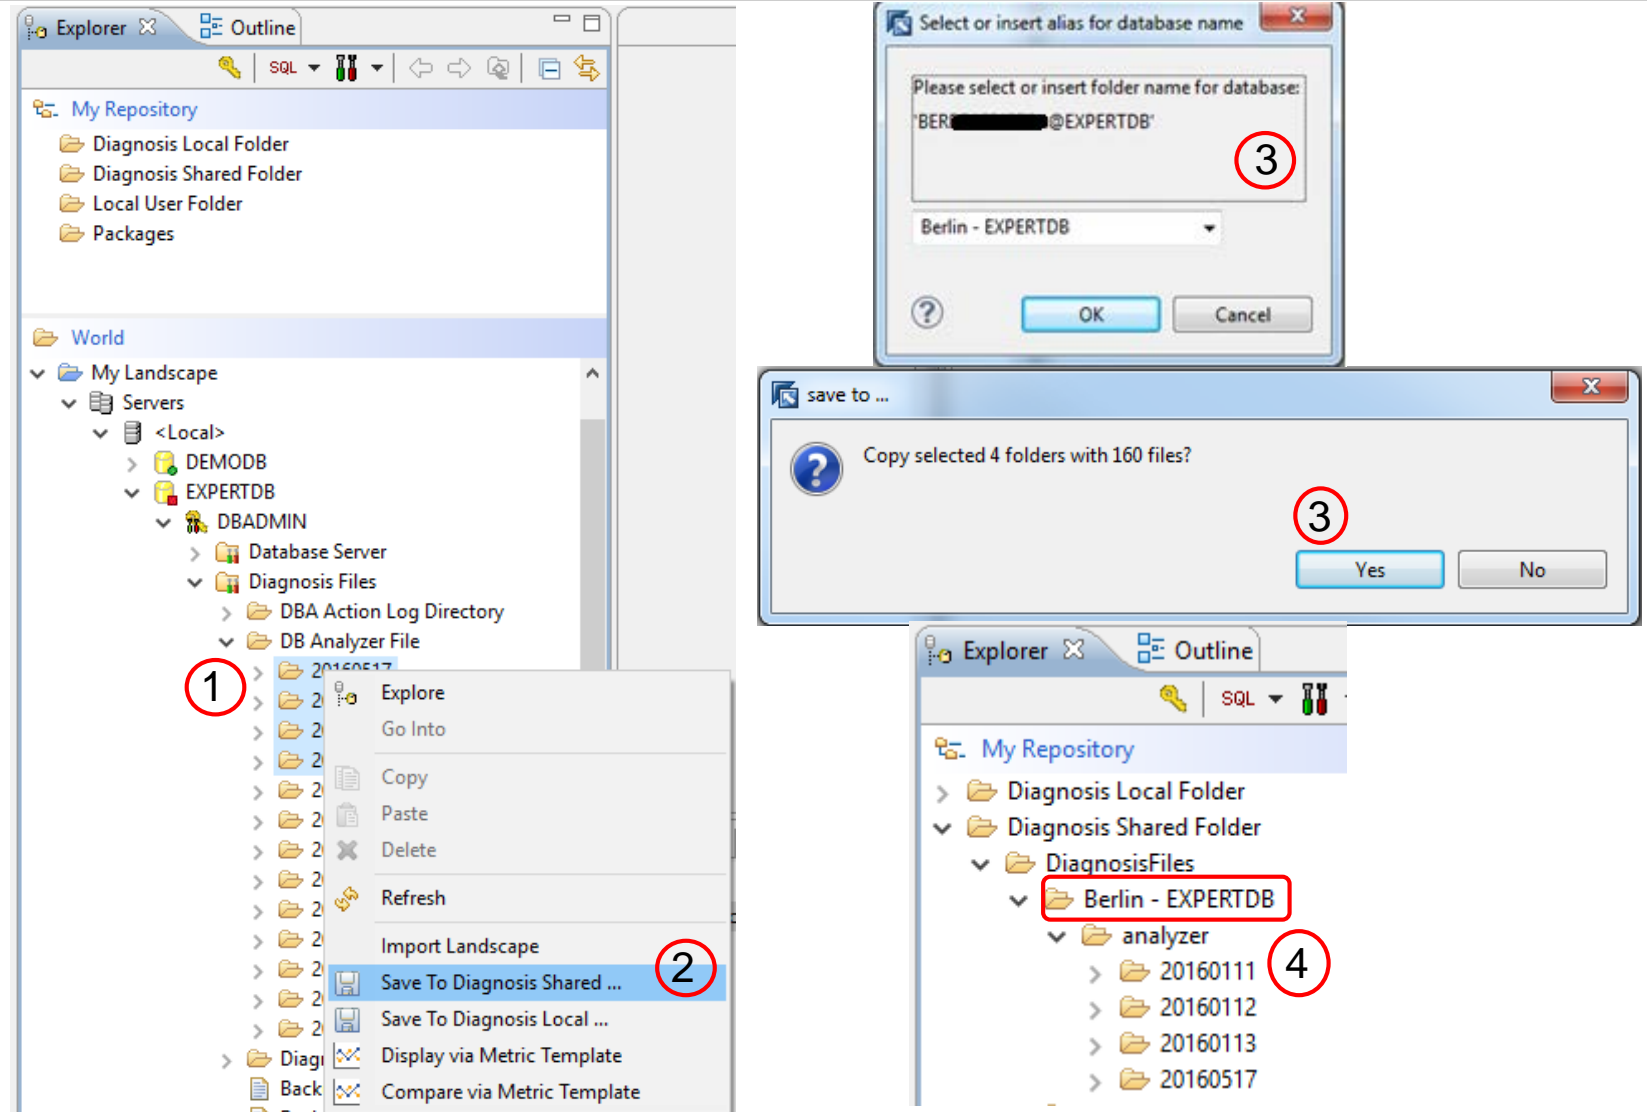 Explorer Outline
SQL
My Repository
Diagnosis Local Folder
Diagnosis Shared Folder
Local User Folder
Packages
World
My Landscape
Servers
<Local>
DEMODB
EXPERTDB
DBADMIN
Database Server
Diagnosis Files
DBA Action Log Directory
DB Analyzer File
1
Back
Explore
Go Into
Copy
Paste
Delete
Refresh
Import Landscape
Save To Diagnosis Shared ...
2
Save To Diagnosis Local ...
Display via Metric Template
Compare via Metric Template
Select or insert alias for database name
Please select or insert folder name for database:
'BER @EXPERTDB'
3
Berlin - EXPERTDB
OK Cancel
save to ...
Copy selected 4 folders with 160 files?
3
Yes No
Explorer Outline
SQL
My Repository
Diagnosis Local Folder
Diagnosis Shared Folder
DiagnosisFiles
Berlin - EXPERTDB
analyzer
20160111
4
20160112
20160113
20160517